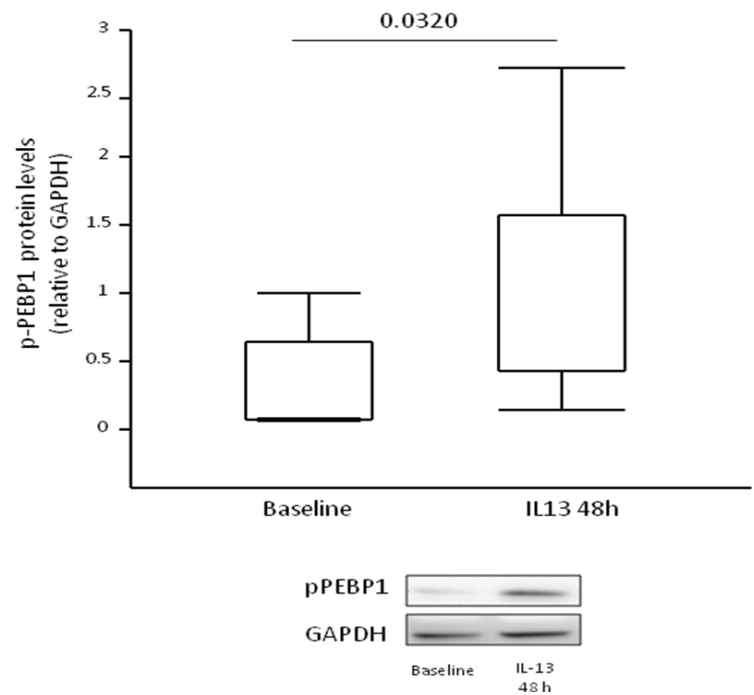 0.0320
3
2.5
2
1.5
1
0.5
0
p-PEBP1 protein levels
(relative to GAPDH)
Baseline
IL13 48h
pPEBP1
GAPDH
Baseline
IL-13
48h